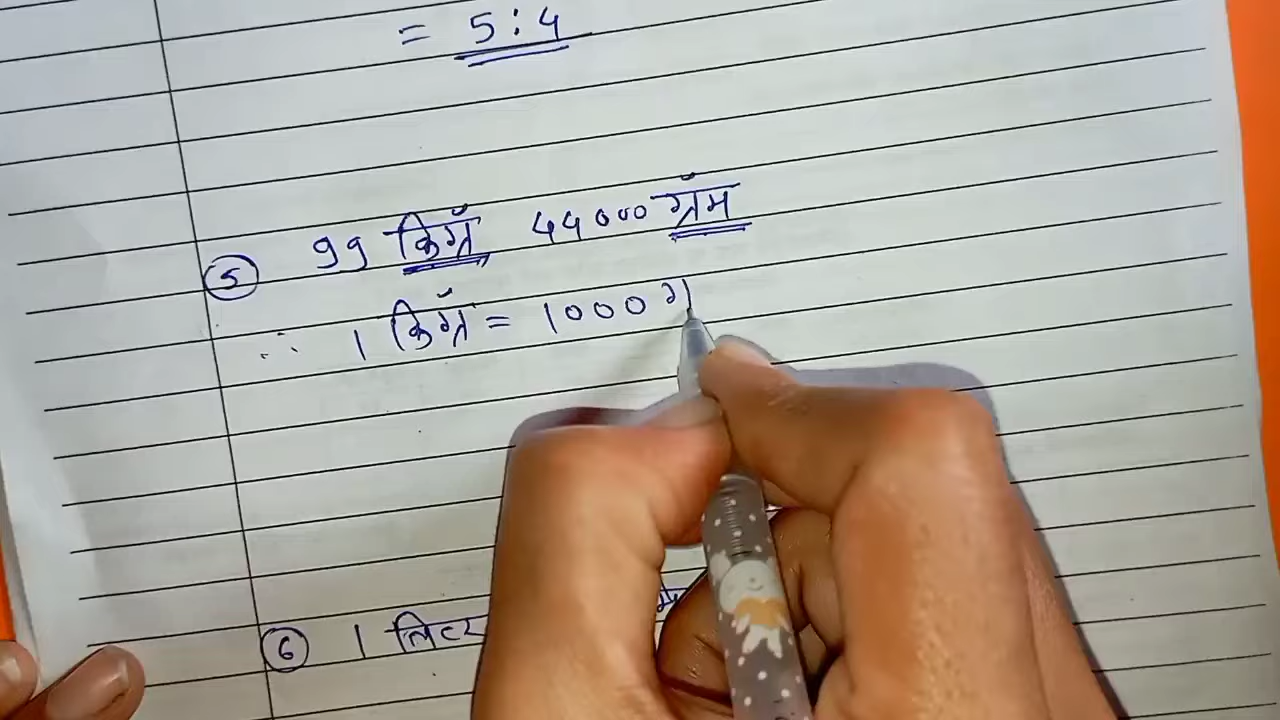 = 5:4
5 99 किग्रॅ 44000 ग्रॅम
∴ 1 किग्रॅ = 1000 ग्र
6 1 लिटर